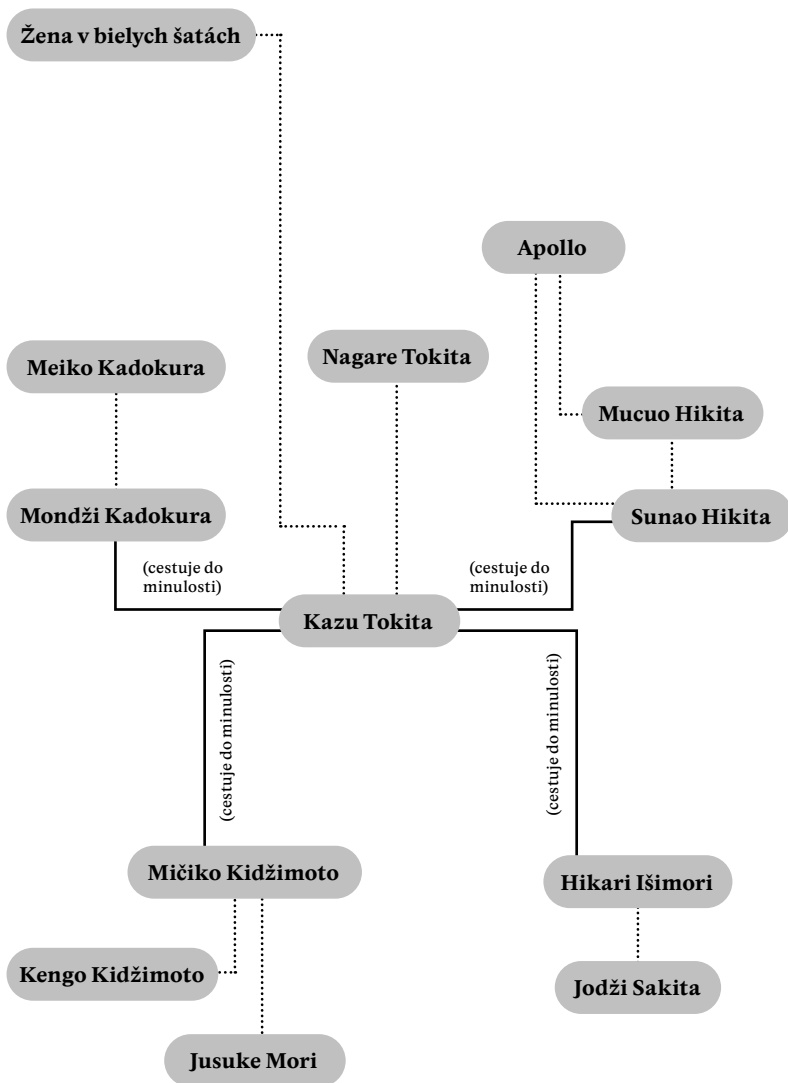 Žena v bielych šatách
Apollo
Nagare Tokita
Meiko Kadokura
Mucuo Hikita
Mondži Kadokura
Sunao Hikita
(cestuje do
minulosti)
(cestuje do
minulosti)
Kazu Tokita
(cestuje do minulosti)
(cestuje do minulosti)
Mičiko Kidžimoto
Hikari Išimori
Kengo Kidžimoto
Jodži Sakita
Jusuke Mori